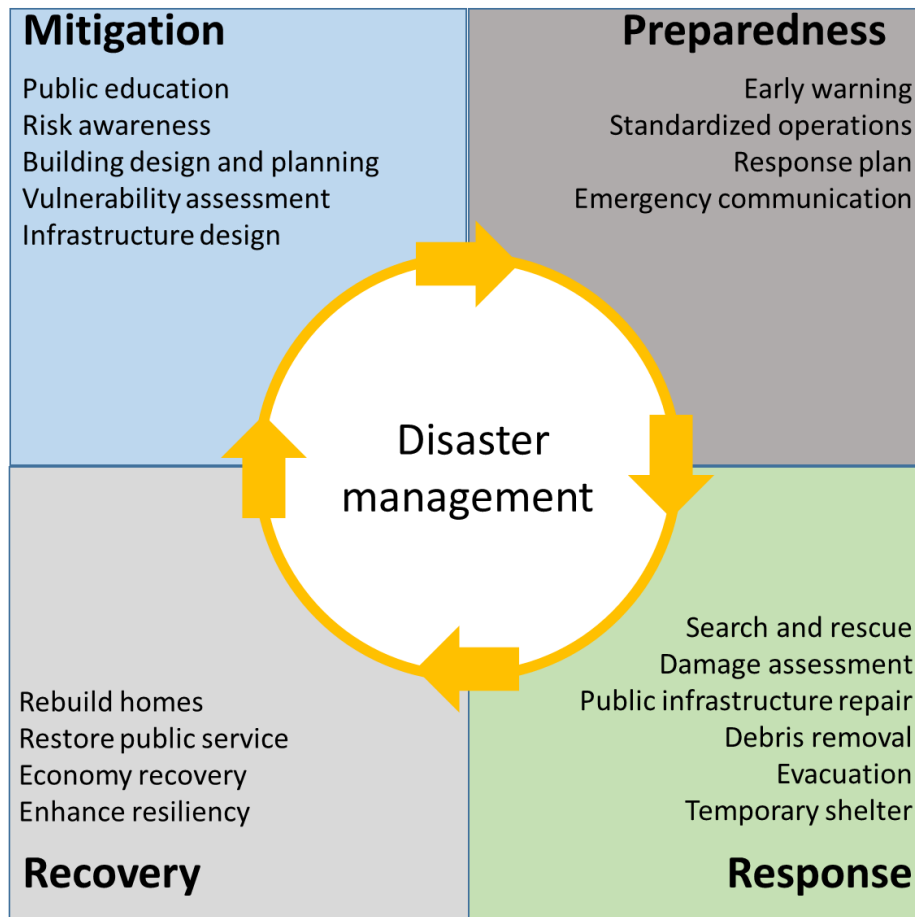 Mitigation
Public education
Risk awareness
Building design and planning
Vulnerability assessment
Infrastructure design
Preparedness
Early warning
Standardized operations
Response plan
Emergency communication
Disaster
management
Rebuild homes
Restore public service
Economy recovery
Enhance resiliency
Recovery
Search and rescue
Damage assessment
Public infrastructure repair
Debris removal
Evacuation
Temporary shelter
Response